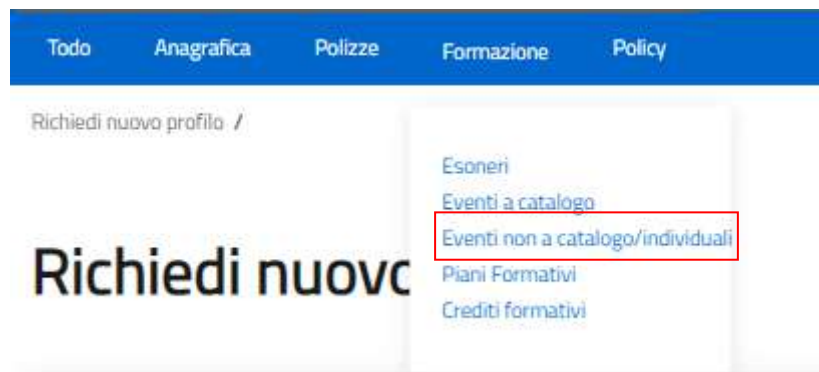 Todo Anagrafica Polizze Formazione Policy
Richiedi nuovo profilo /
Esoneri
Eventi a catalogo
Eventi non a catalogo/individuali
Richiedi nuovo
Piani Formativi
Crediti formativi